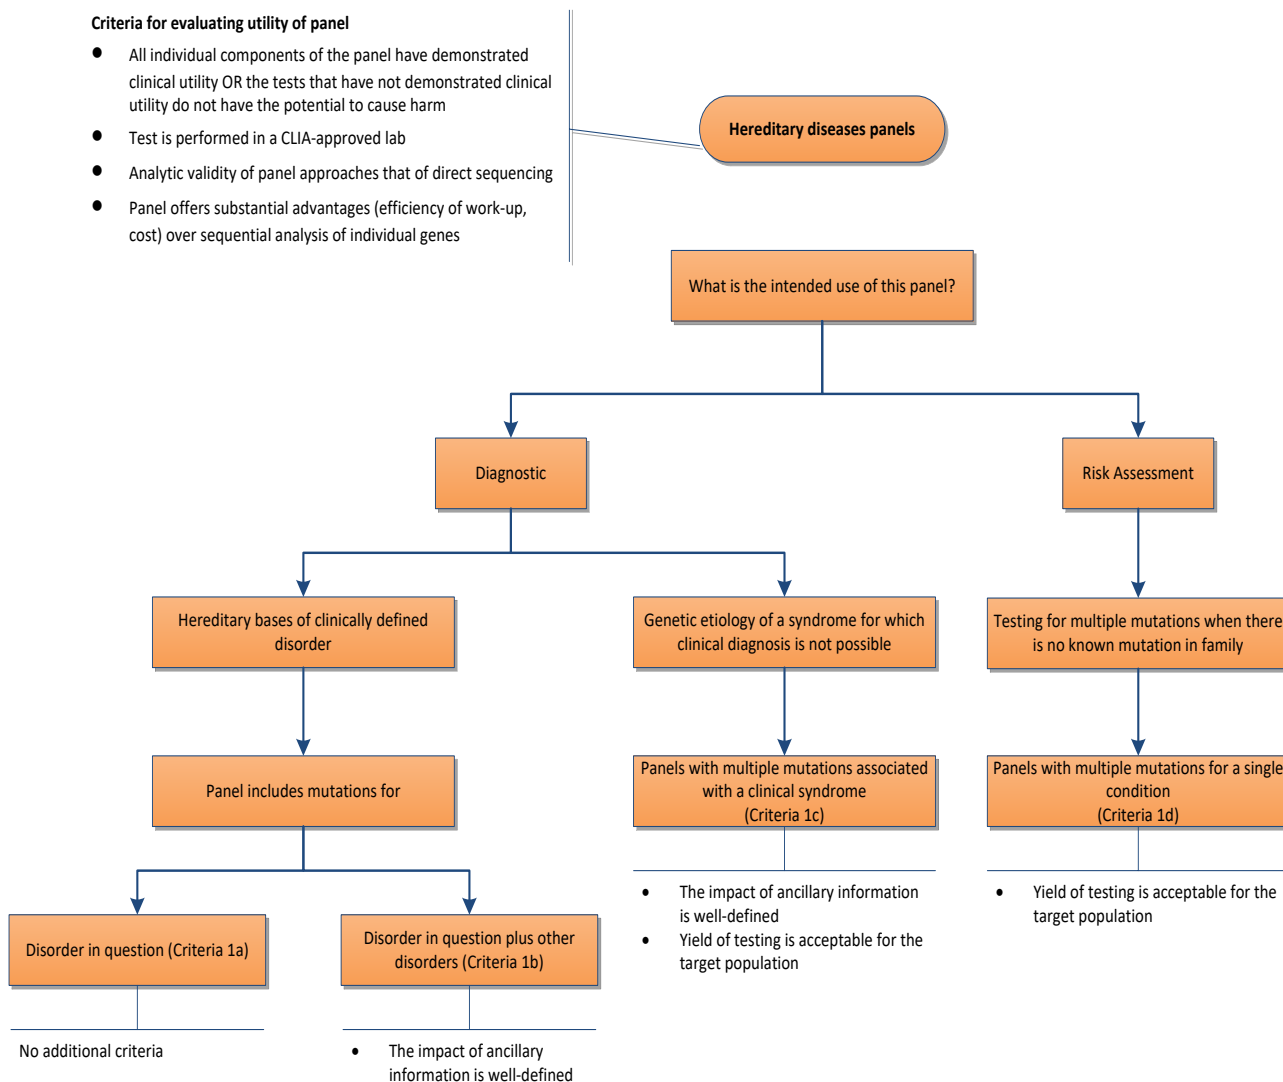 Criteria for evaluating utility of panel
● All individual components of the panel have demonstrated
clinical utility OR the tests that have not demonstrated clinical
utility do not have the potential to cause harm
● Test is performed in a CLIA-approved lab
● Analytic validity of panel approaches that of direct sequencing
● Panel offers substantial advantages (efficiency of work-up,
cost) over sequential analysis of individual genes
Hereditary diseases panels
What is the intended use of this panel?
Diagnostic
Risk Assessment
Hereditary bases of clinically defined
disorder
Genetic etiology of a syndrome for which
clinical diagnosis is not possible
Testing for multiple mutations when there
is no known mutation in family
Panel includes mutations for
Panels with multiple mutations associated
with a clinical syndrome
(Criteria 1c)
Panels with multiple mutations for a single
condition
(Criteria 1d)
• The impact of ancillary information
is well-defined
• Yield of testing is acceptable for the
target population
• Yield of testing is acceptable for the
target population
Disorder in question (Criteria 1a)
Disorder in question plus other
disorders (Criteria 1b)
No additional criteria
• The impact of ancillary
information is well-defined